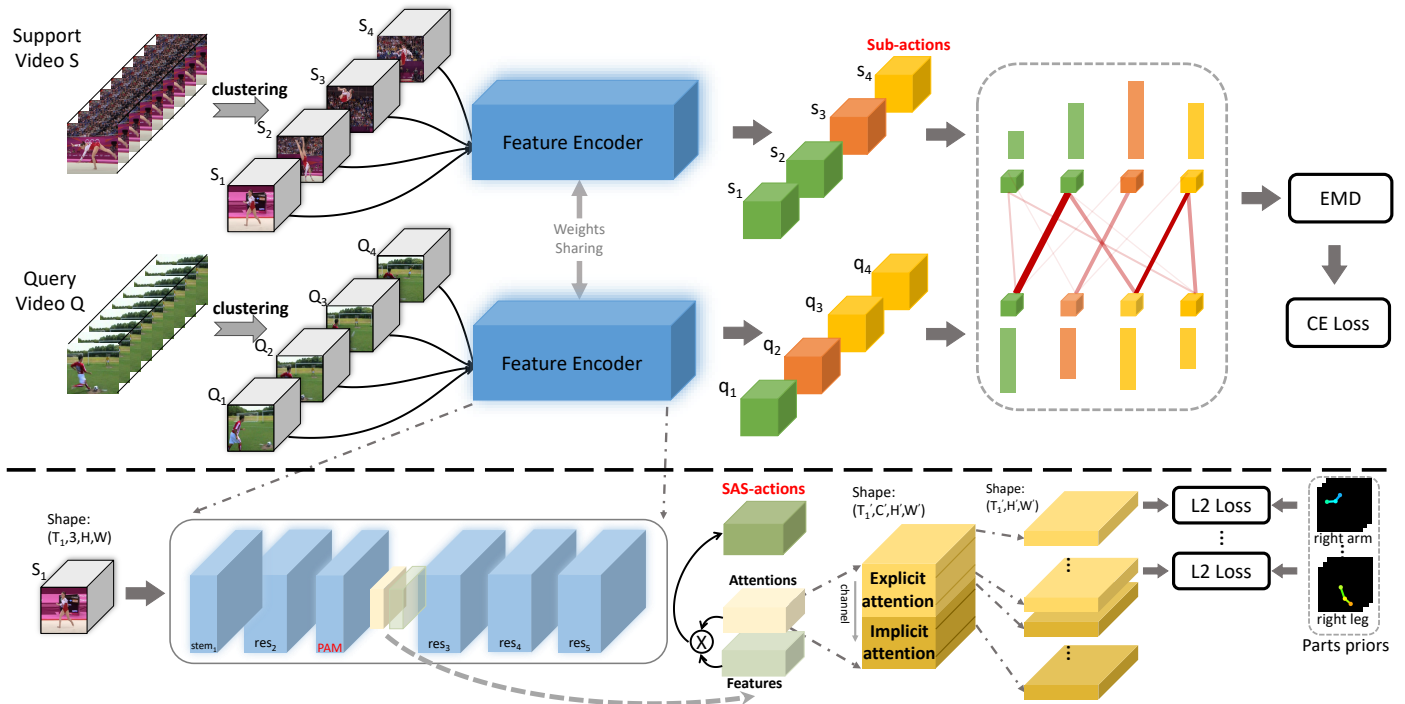 Support
Video S
clustering
S1
S2
S3
S4
Feature Encoder
Sub-actions
s1
s2
s3
s4
EMD
CE Loss
Weights
Sharing
Query
Video Q
clustering
Q1
Q2
Q3
Q4
Feature Encoder
q1
q2
q3
q4
Shape:
(T1,3,H,W)
S1
stem1
res2
PAM
res3
res4
res5
SAS-actions
Attentions
X
Features
Shape:
(T1′,C′,H′,W′)
channel
Explicit
attention
Implicit
attention
Shape:
(T1′,H′,W′)
L2 Loss
L2 Loss
right arm
right leg
Parts priors